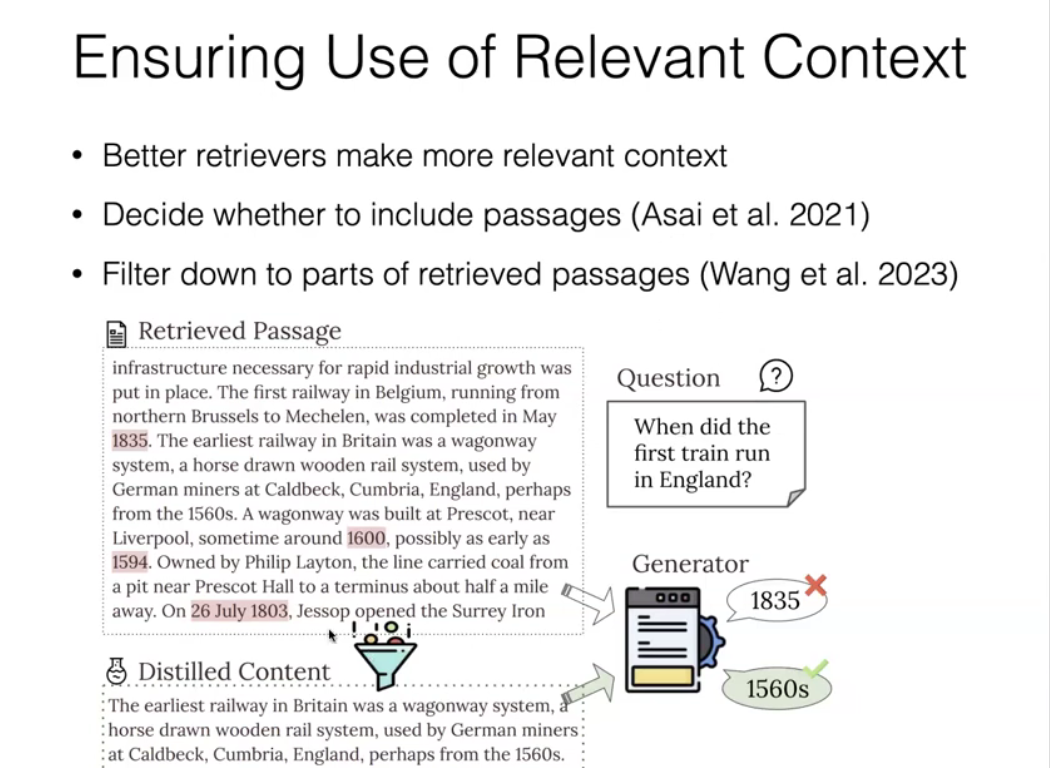 Ensuring Use of Relevant Context
• Better retrievers make more relevant context
• Decide whether to include passages (Asai et al. 2021)
• Filter down to parts of retrieved passages (Wang et al. 2023)
Retrieved Passage
infrastructure necessary for rapid industrial growth was
put in place. The first railway in Belgium, running from
northern Brussels to Mechelen, was completed in May
1835. The earliest railway in Britain was a wagonway
system, a horse drawn wooden rail system, used by
German miners at Caldbeck, Cumbria, England, perhaps
from the 1560s. A wagonway was built at Prescot, near
Liverpool, sometime around 1600, possibly as early as
1594. Owned by Philip Layton, the line carried coal from
a pit near Prescot Hall to a terminus about half a mile
away. On 26 July 1803, Jessop opened the Surrey Iron
Question
When did the
first train run
in England?
Generator
1835
1560s
Distilled Content
The earliest railway in Britain was a wagonway system, a
horse drawn wooden rail system, used by German miners
at Caldbeck, Cumbria, England, perhaps from the 1560s.